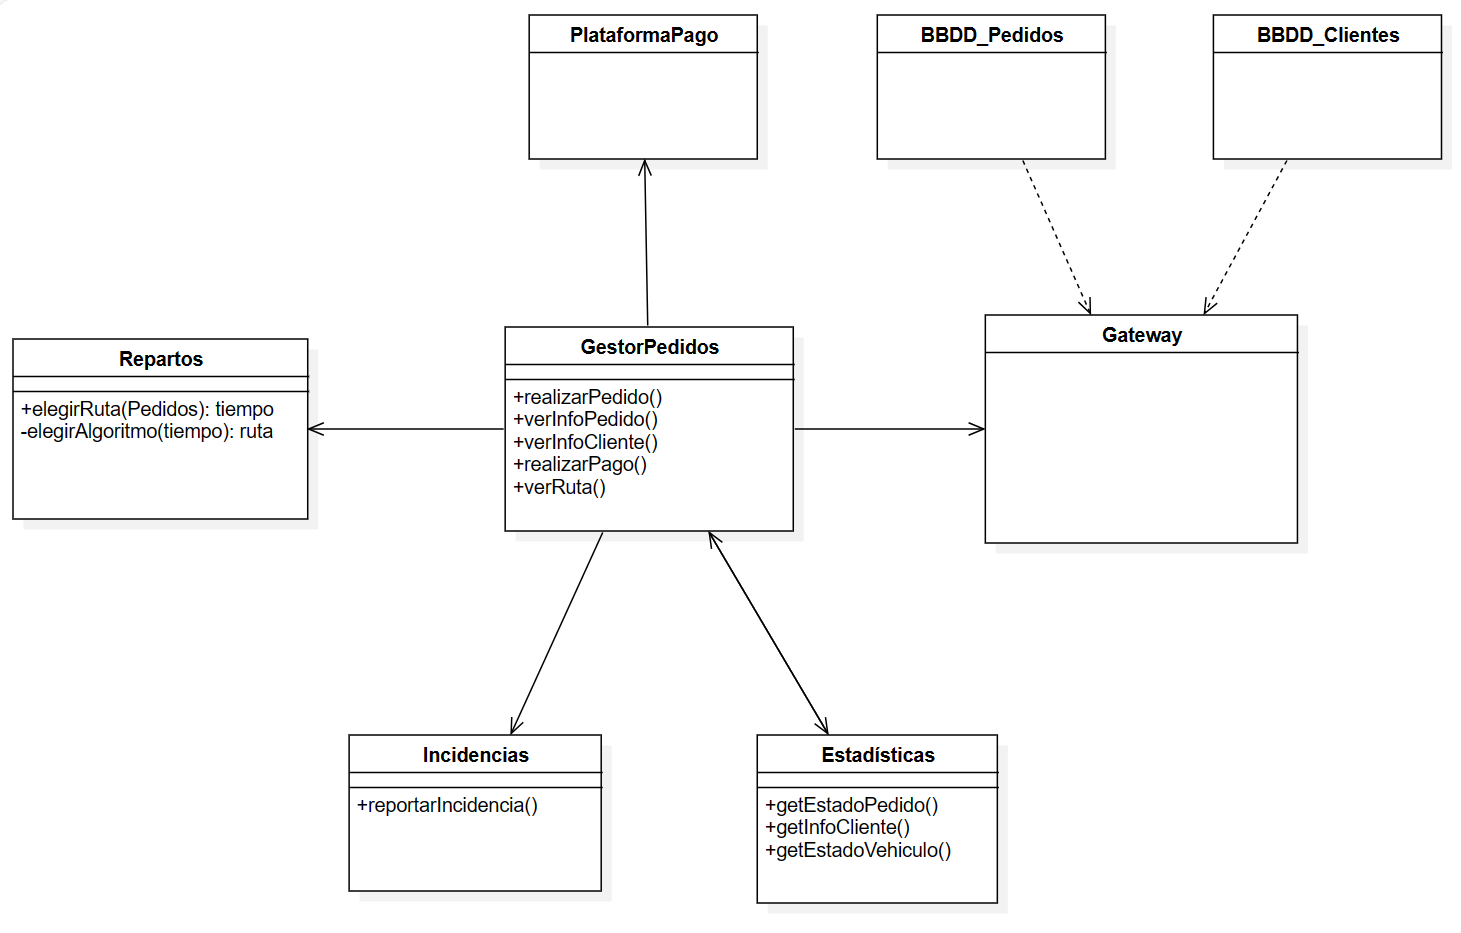 PlataformaPago
BBDD_Pedidos
BBDD_Clientes
Repartos
+elegirRuta(Pedidos): tiempo
-elegirAlgoritmo(tiempo): ruta
GestorPedidos
+realizarPedido()
+verInfoPedido()
+verInfoCliente()
+realizarPago()
+verRuta()
Gateway
Incidencias
+reportarIncidencia()
Estadísticas
+getEstadoPedido()
+getInfoCliente()
+getEstadoVehiculo()